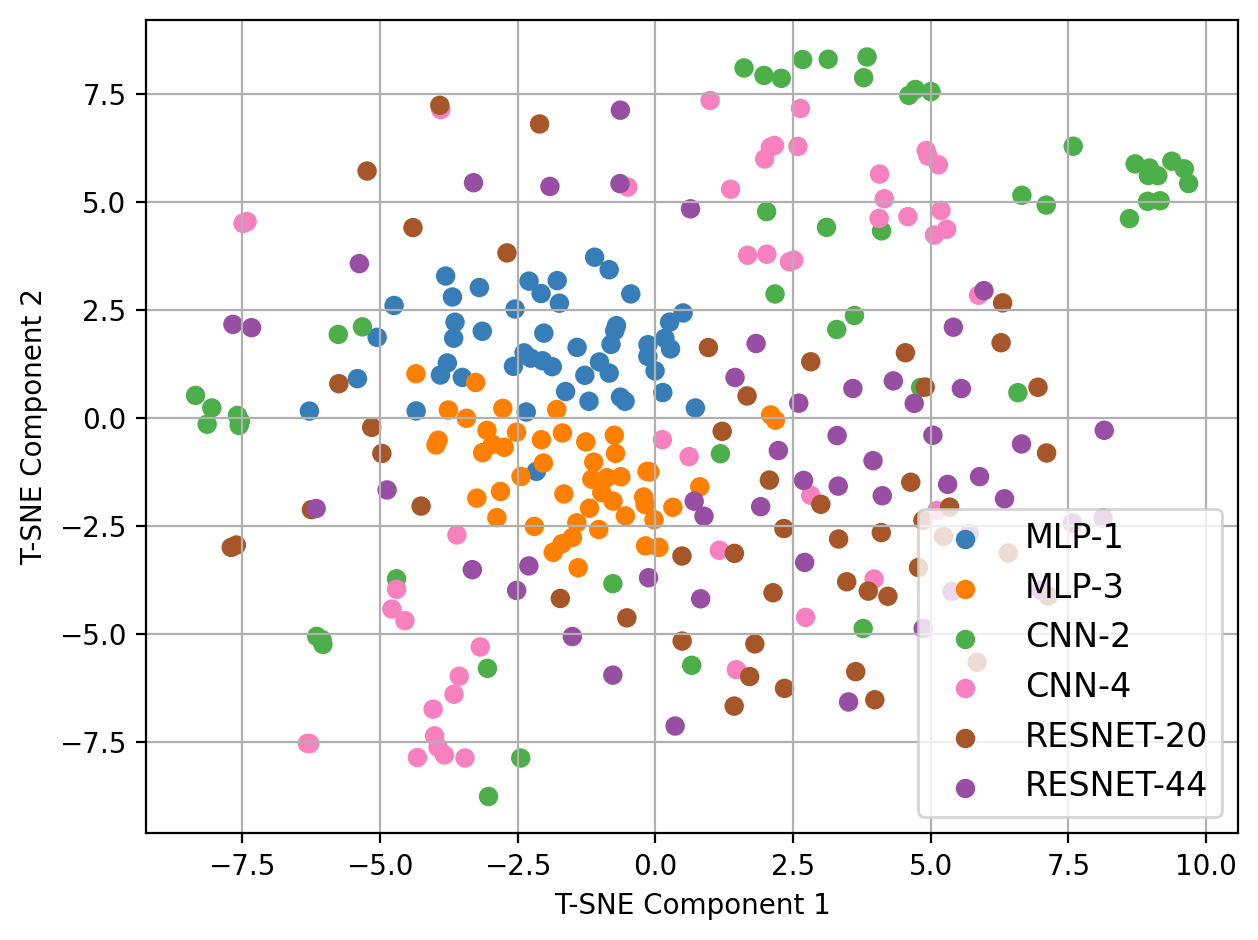 7.5
5.0
2.5
0.0
−2.5
−5.0
−7.5
T-SNE Component 2
MLP-1
MLP-3
CNN-2
CNN-4
RESNET-20
RESNET-44
−7.5 −5.0 −2.5 0.0 2.5 5.0 7.5 10.0
T-SNE Component 1